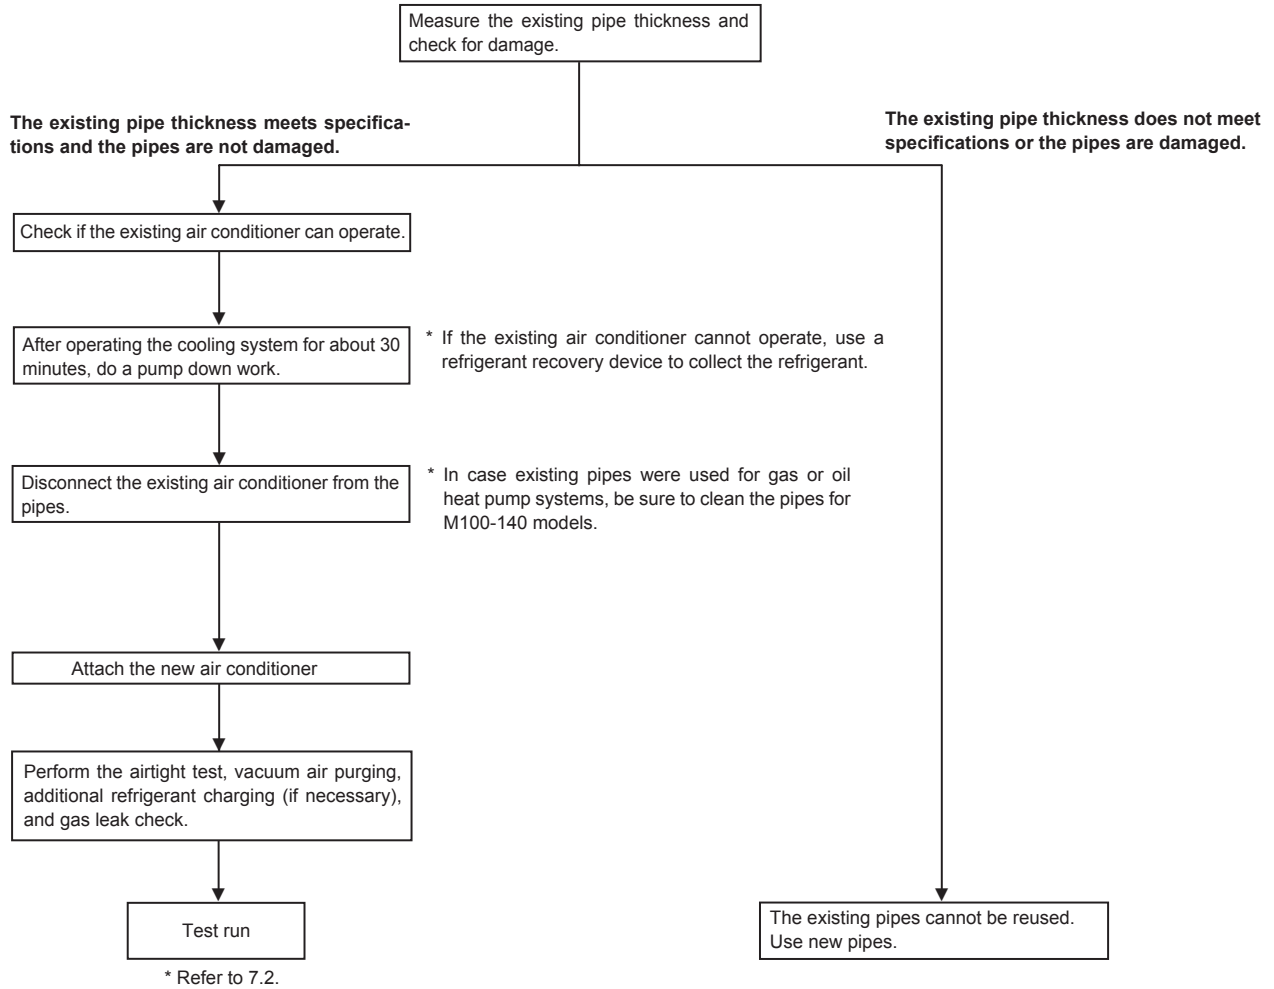 Measure the existing pipe thickness and
check for damage.
The existing pipe thickness meets specifica-
tions and the pipes are not damaged.
The existing pipe thickness does not meet
specifications or the pipes are damaged.
Check if the existing air conditioner can operate.
After operating the cooling system for about 30
minutes, do a pump down work.
* If the existing air conditioner cannot operate, use a
refrigerant recovery device to collect the refrigerant.
Disconnect the existing air conditioner from the
pipes.
* In case existing pipes were used for gas or oil
heat pump systems, be sure to clean the pipes for
M100-140 models.
Attach the new air conditioner
Perform the airtight test, vacuum air purging,
additional refrigerant charging (if necessary),
and gas leak check.
Test run
* Refer to 7.2.
The existing pipes cannot be reused.
Use new pipes.